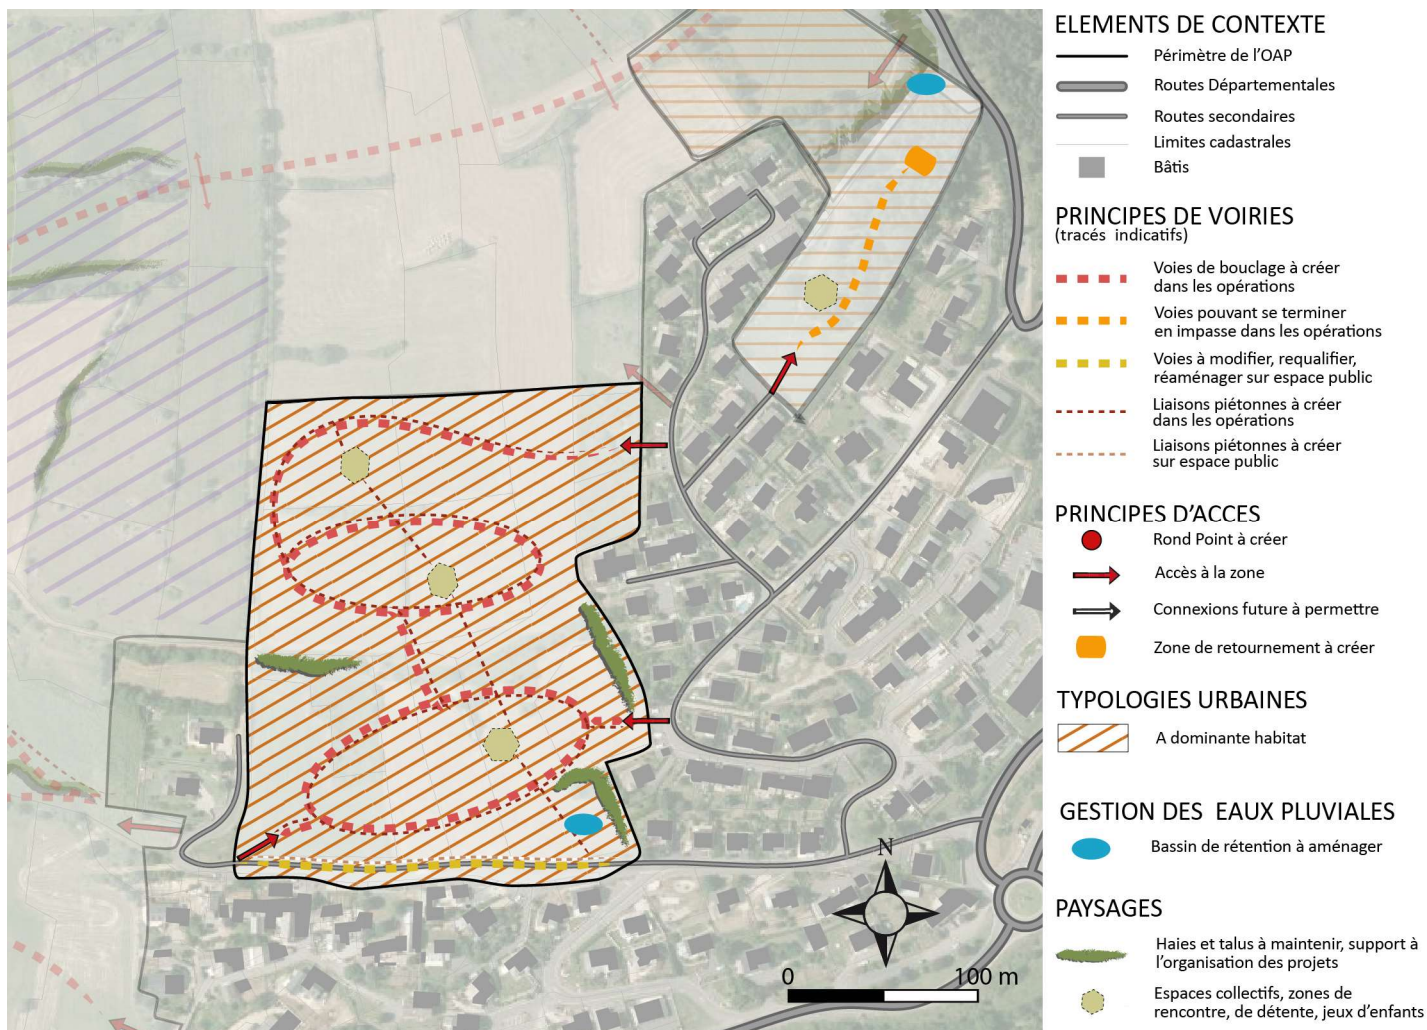 ELEMENTS DE CONTEXTE
Périmètre de l'OAP
Routes Départementales
Routes secondaires
Limites cadastrales
Bâtis
PRINCIPES DE VOIRIES
(tracés indicatifs)
Voies de bouclage à créer
dans les opérations
Voies pouvant se terminer
en impasse dans les opérations
Voies à modifier, requalifier,
réaménager sur espace public
Liaisons piétonnes à créer
dans les opérations
Liaisons piétonnes à créer
sur espace public
PRINCIPES D'ACCES
Rond Point à créer
Accès à la zone
Connexions future à permettre
Zone de retournement à créer
TYPOLOGIES URBAINES
A dominante habitat
GESTION DES EAUX PLUVIALES
Bassin de rétention à aménager
PAYSAGES
Haies et talus à maintenir, support à
l'organisation des projets
Espaces collectifs, zones de
rencontre, de détente, jeux d'enfants
N
0 100 m